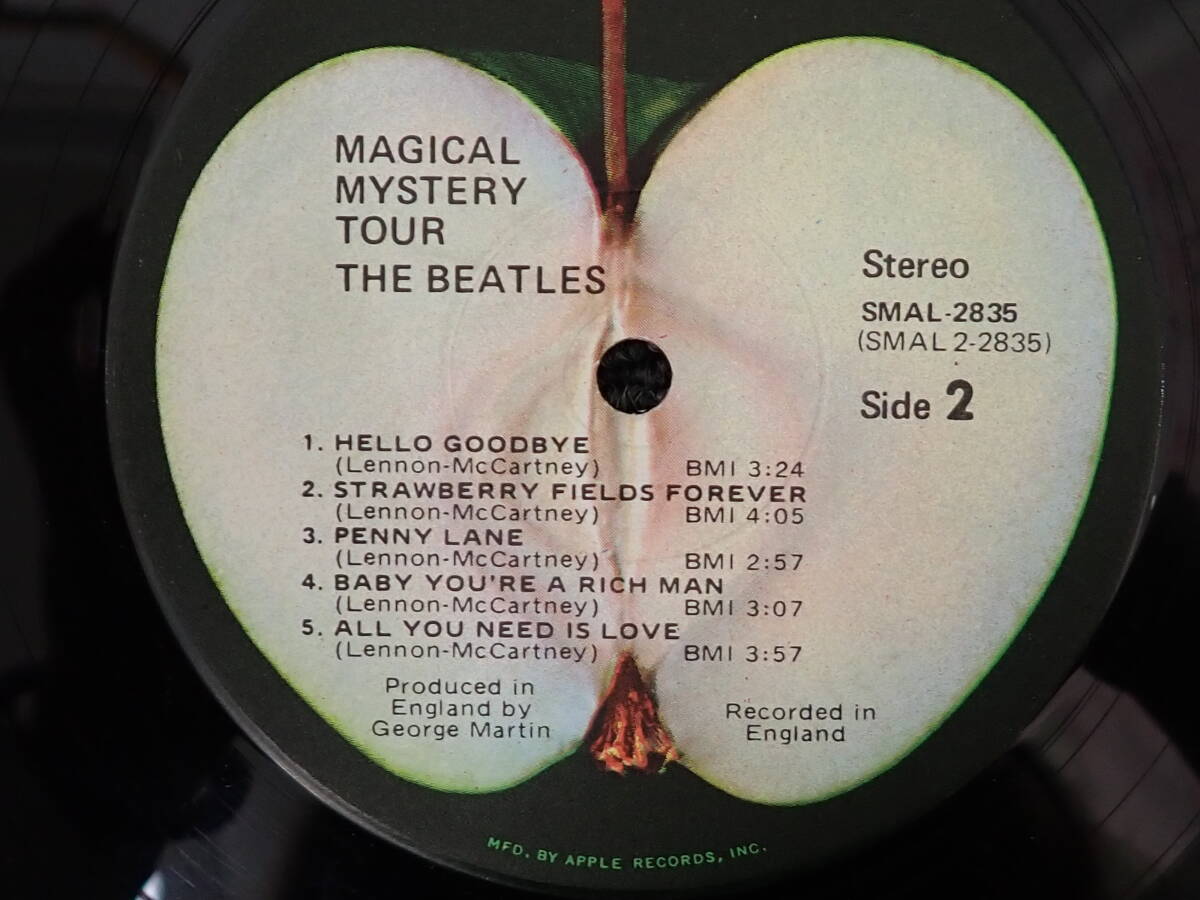 MAGICAL
MYSTERY
TOUR
THE BEATLES
Stereo
SMAL-2835
(SMAL 2-2835)
Side 2
1. HELLO GOODBYE
(Lennon-McCartney) BMI 3:24
2. STRAWBERRY FIELDS FOREVER
(Lennon-McCartney) BMI 4:05
3. PENNY LANE
(Lennon-McCartney) BMI 2:57
4. BABY YOU'RE A RICH MAN
(Lennon-McCartney) BMI 3:07
5. ALL YOU NEED IS LOVE
(Lennon-McCartney) BMI 3:57
Produced in
England by
George Martin
Recorded in
England
MFD. BY APPLE RECORDS, INC.